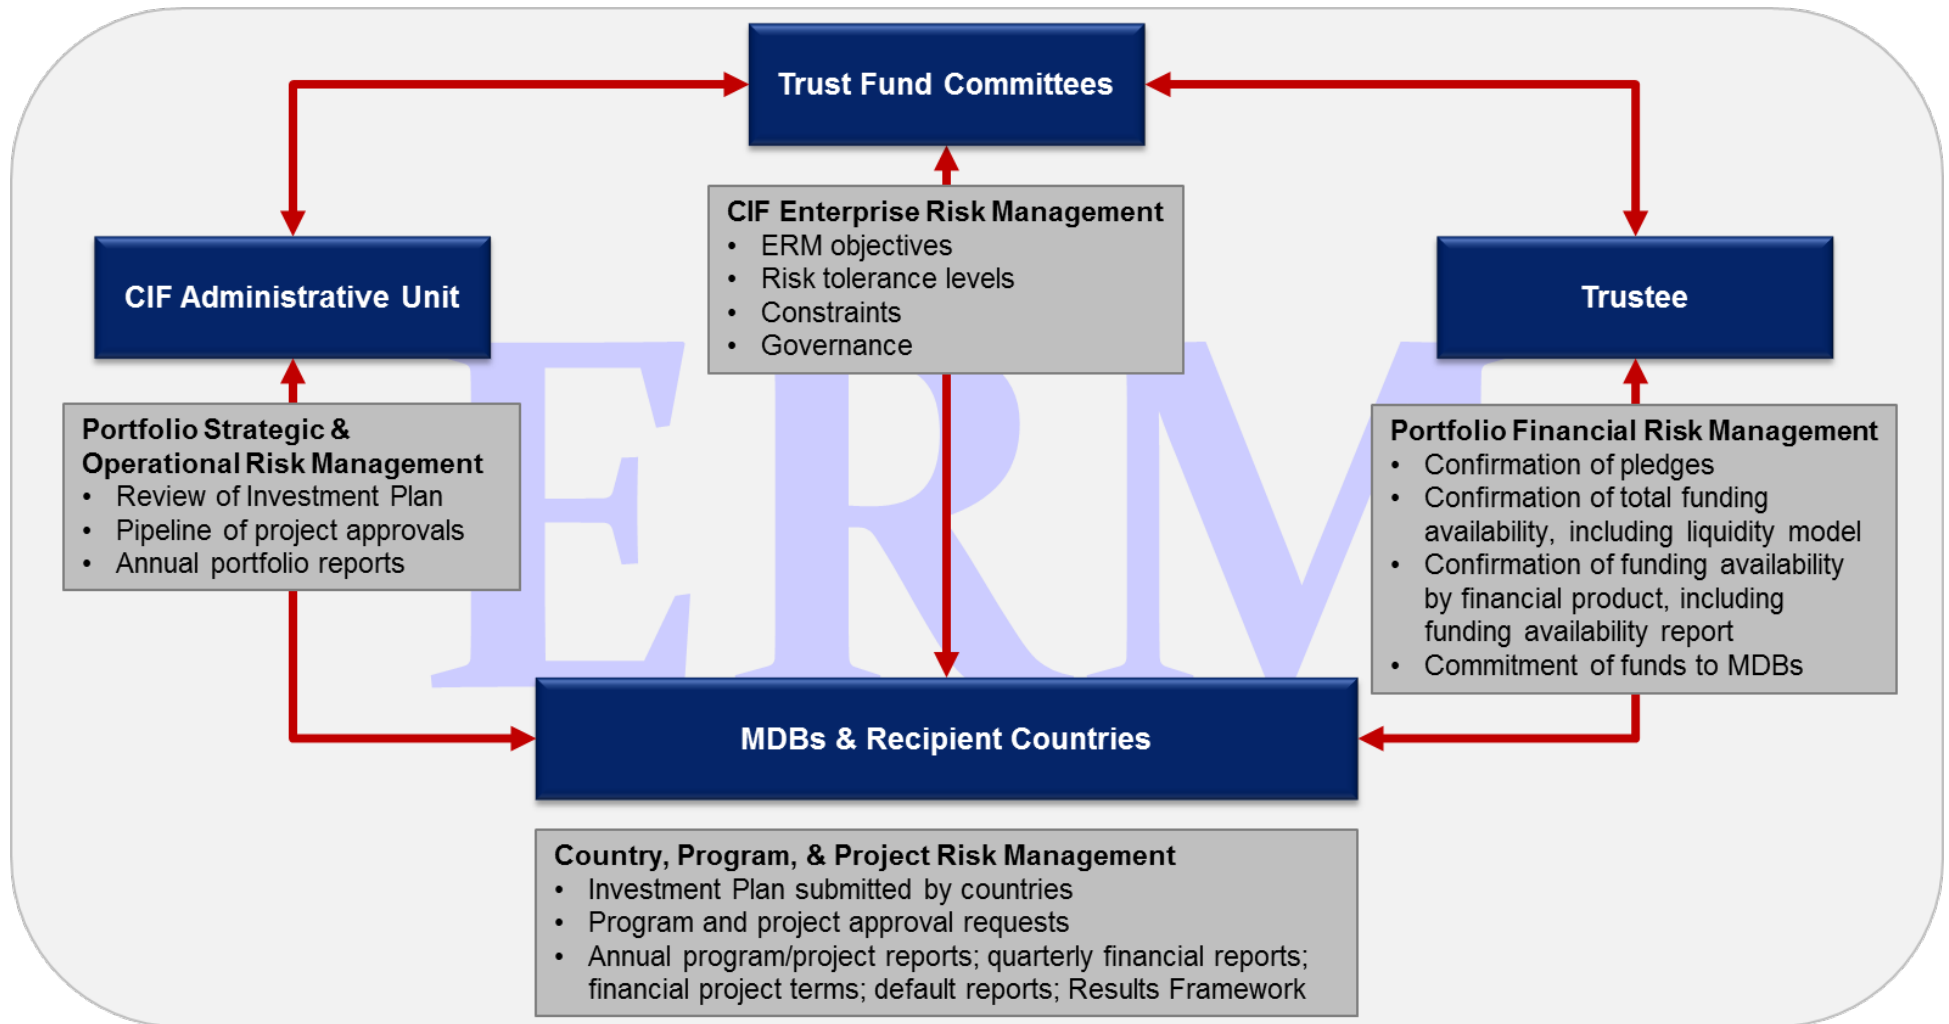 Trust Fund Committees
CIF Enterprise Risk Management
• ERM objectives
• Risk tolerance levels
• Constraints
• Governance
CIF Administrative Unit
Trustee
ERM
Portfolio Strategic &
Operational Risk Management
• Review of Investment Plan
• Pipeline of project approvals
• Annual portfolio reports
Portfolio Financial Risk Management
• Confirmation of pledges
• Confirmation of total funding
availability, including liquidity model
• Confirmation of funding availability
by financial product, including
funding availability report
• Commitment of funds to MDBs
MDBs & Recipient Countries
Country, Program, & Project Risk Management
• Investment Plan submitted by countries
• Program and project approval requests
• Annual program/project reports; quarterly financial reports;
financial project terms; default reports; Results Framework